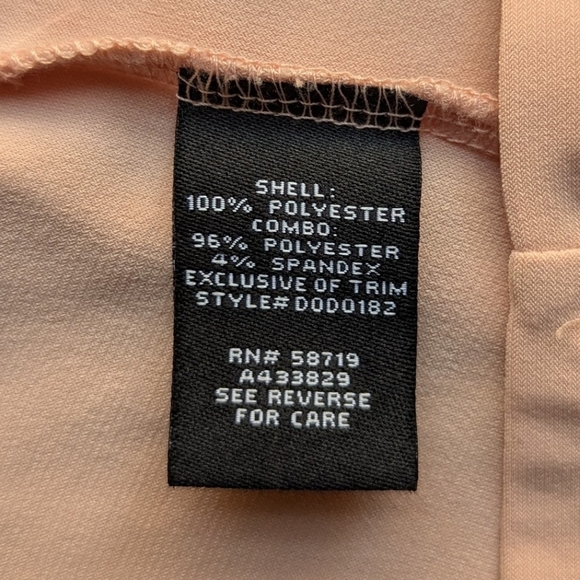 SHELL:
100% POLYESTER
COMBO:
96% POLYESTER
4% SPANDEX
EXCLUSIVE OF TRIM
STYLE#D0D0182
RN# 58719
A433829
SEE REVERSE
FOR CARE